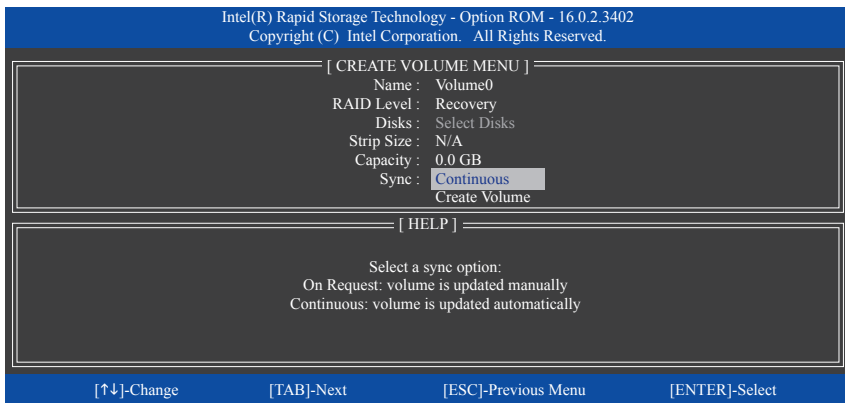 Intel(R) Rapid Storage Technology - Option ROM - 16.0.2.3402
Copyright (C) Intel Corporation. All Rights Reserved.
[ CREATE VOLUME MENU ]
Name : Volume0
RAID Level : Recovery
Disks : Select Disks
Strip Size : N/A
Capacity : 0.0 GB
Sync : Continuous
Create Volume
[ HELP ]
Select a sync option:
On Request: volume is updated manually
Continuous: volume is updated automatically
[↑↓]-Change [TAB]-Next [ESC]-Previous Menu [ENTER]-Select